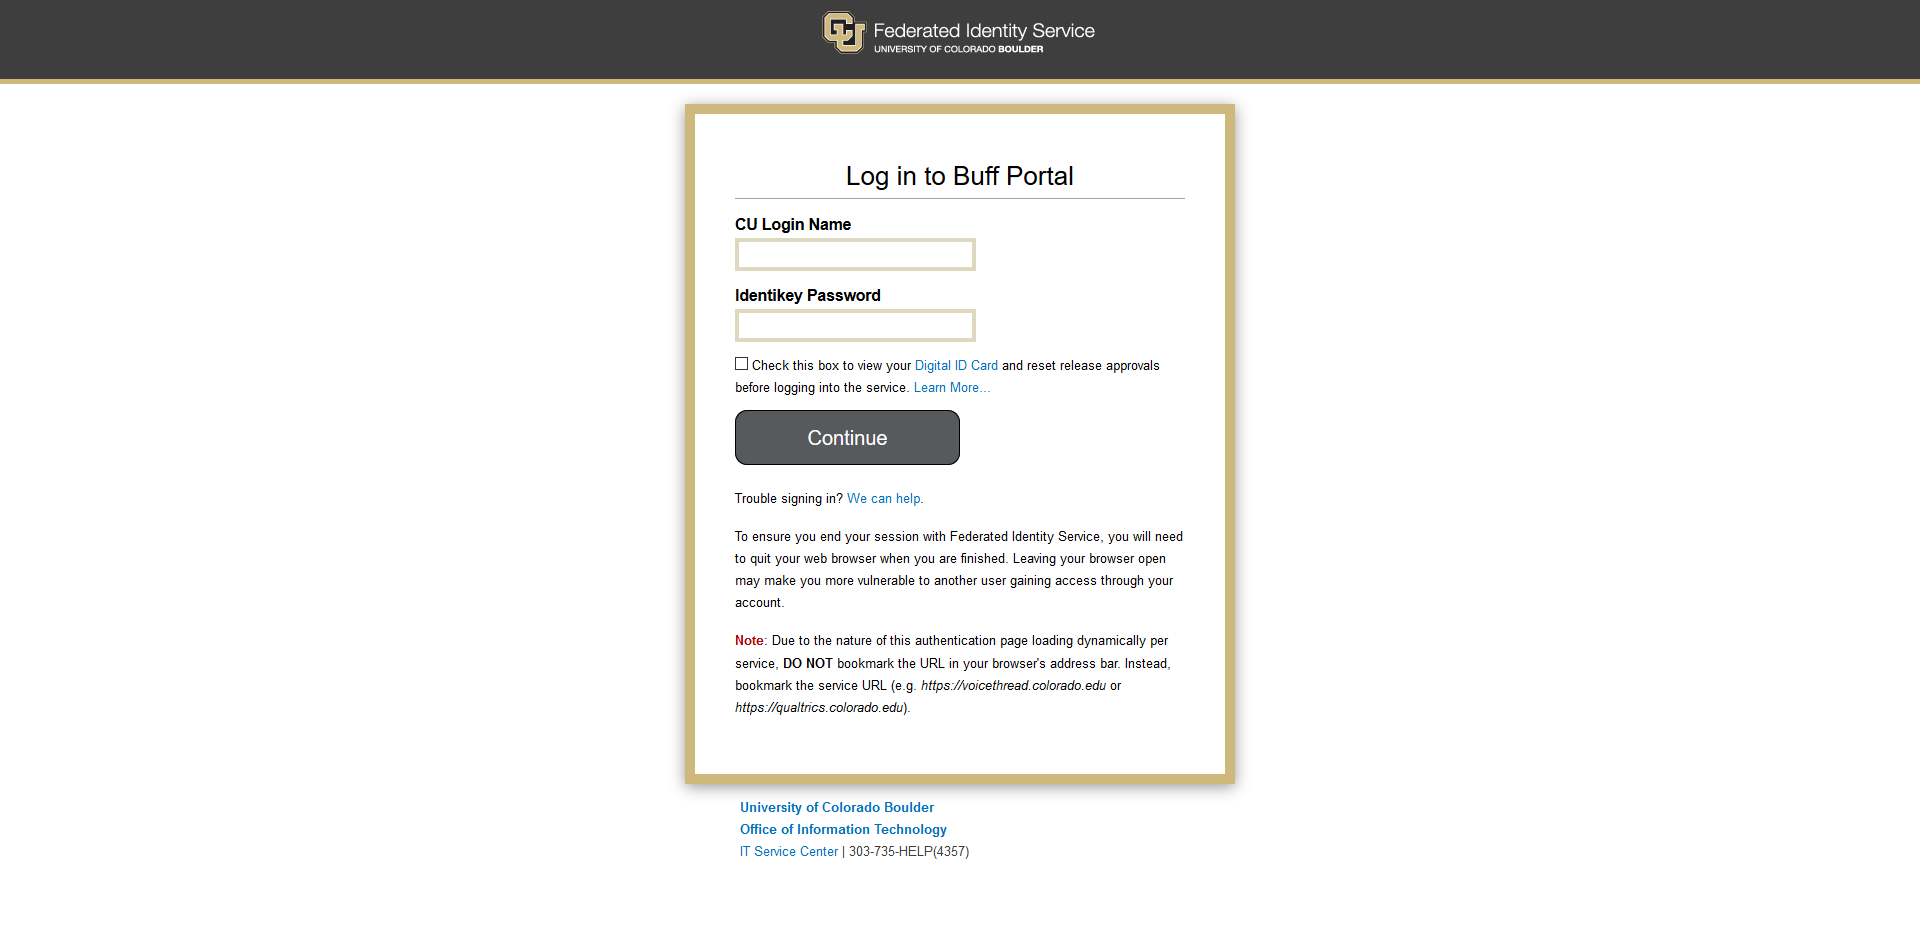 CU Federated Identity Service
UNIVERSITY OF COLORADO BOULDER
Log in to Buff Portal
CU Login Name
Identikey Password
Check this box to view your Digital ID Card and reset release approvals
before logging into the service. Learn More...
Continue
Trouble signing in? We can help.
To ensure you end your session with Federated Identity Service, you will need
to quit your web browser when you are finished. Leaving your browser open
may make you more vulnerable to another user gaining access through your
account.
Note: Due to the nature of this authentication page loading dynamically per
service, DO NOT bookmark the URL in your browser's address bar. Instead,
bookmark the service URL (e.g. https://voicethread.colorado.edu or
https://qualtrics.colorado.edu).
University of Colorado Boulder
Office of Information Technology
IT Service Center | 303-735-HELP(4357)